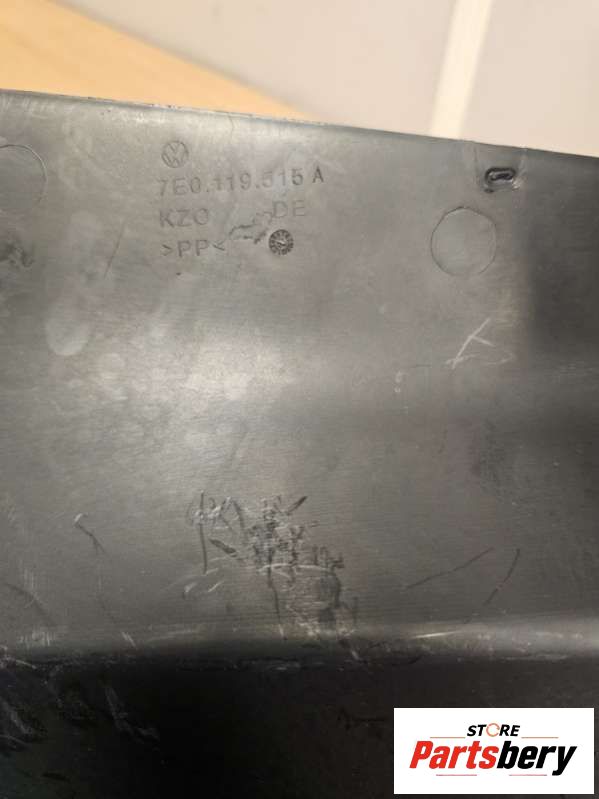 7E0.119.515 A
KZO DE
>PP<
STORE
Partsbery